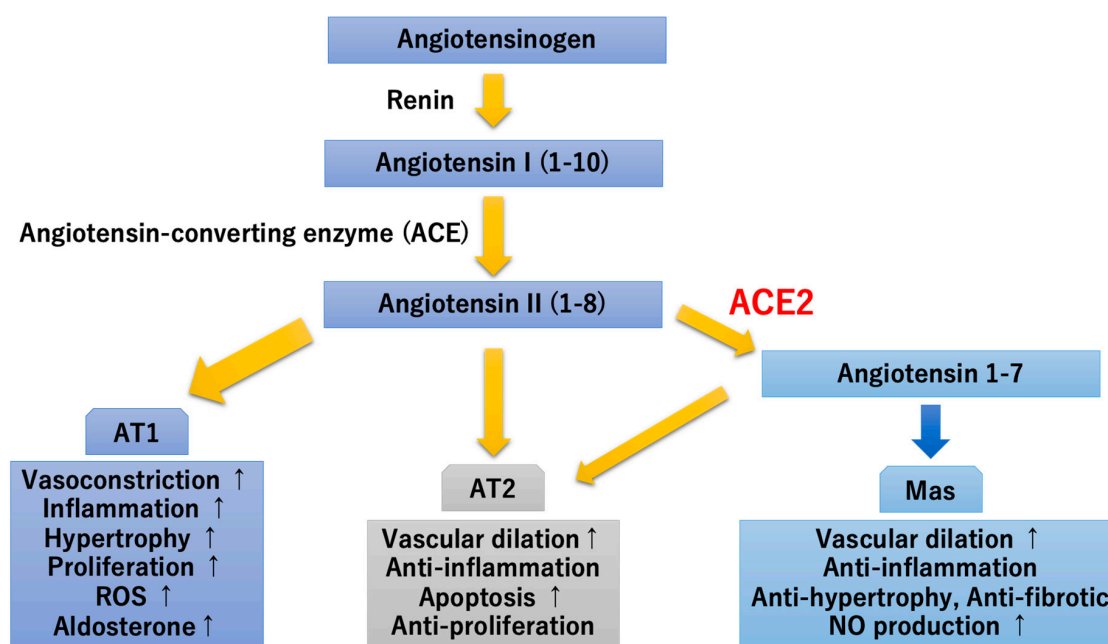 Angiotensinogen
Renin
Angiotensin I (1-10)
Angiotensin-converting enzyme (ACE)
Angiotensin II (1-8)
ACE2
Angiotensin 1-7
AT1
Vasoconstriction ↑
Inflammation ↑
Hypertrophy ↑
Proliferation ↑
ROS ↑
Aldosterone ↑
AT2
Vascular dilation ↑
Anti-inflammation
Apoptosis ↑
Anti-proliferation
Mas
Vascular dilation ↑
Anti-inflammation
Anti-hypertrophy, Anti-fibrotic
NO production ↑